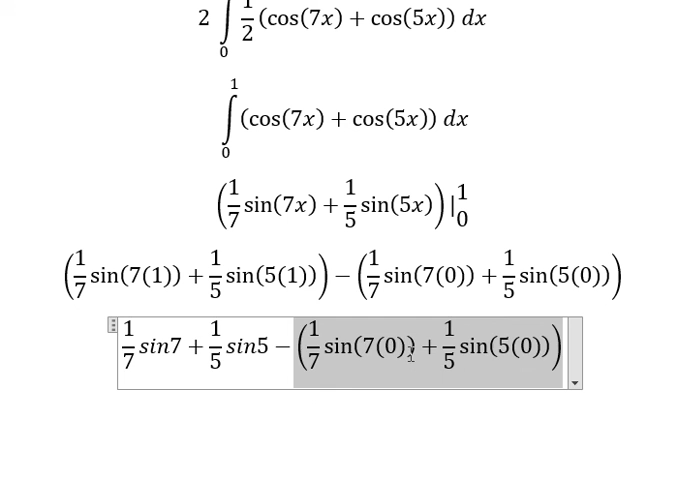 2 ∫₀ 1/2 (cos(7x) + cos(5x)) dx
∫₀¹ (cos(7x) + cos(5x)) dx
(1/7 sin(7x) + 1/5 sin(5x)) |₀¹
(1/7 sin(7(1)) + 1/5 sin(5(1))) − (1/7 sin(7(0)) + 1/5 sin(5(0)))
1/7 sin7 + 1/5 sin5 − (1/7 sin(7(0)) + 1/5 sin(5(0)))